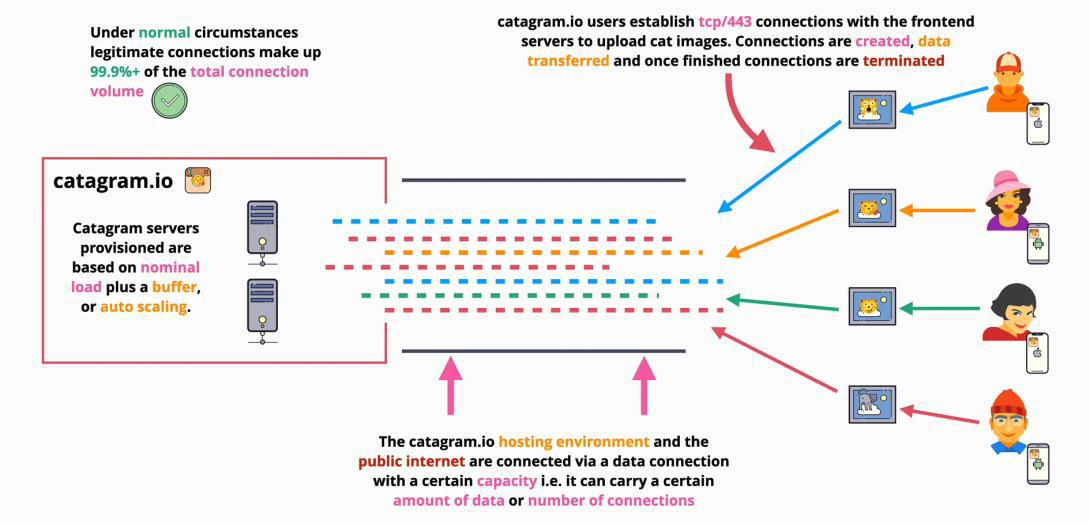 Under normal circumstances
legitimate connections make up
99.9%+ of the total connection
volume
catagram.io users establish tcp/443 connections with the frontend
servers to upload cat images. Connections are created, data
transferred and once finished connections are terminated
catagram.io
Catagram servers
provisioned are
based on nominal
load plus a buffer,
or auto scaling.
The catagram.io hosting environment and the
public internet are connected via a data connection
with a certain capacity i.e. it can carry a certain
amount of data or number of connections